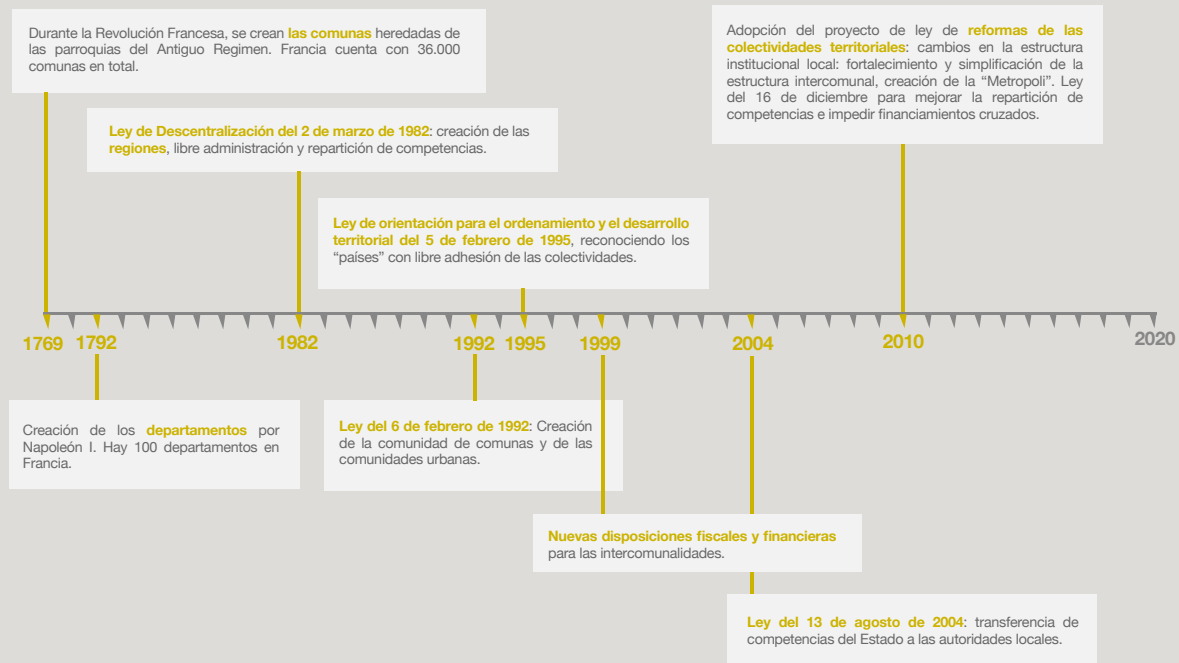 Durante la Revolución Francesa, se crean las comunas heredadas de
las parroquias del Antiguo Regimen. Francia cuenta con 36.000
comunas en total.
Adopción del proyecto de ley de reformas de las
colectividades territoriales: cambios en la estructura
institucional local: fortalecimiento y simplificación de la
estructura intercomunal, creación de la “Metropoli”. Ley
del 16 de diciembre para mejorar la repartición de
competencias e impedir financiamientos cruzados.
Ley de Descentralización del 2 de marzo de 1982: creación de las
regiones, libre administración y repartición de competencias.
Ley de orientación para el ordenamiento y el desarrollo
territorial del 5 de febrero de 1995, reconociendo los
“países” con libre adhesión de las colectividades.
1769 1792 1982 1992 1995 1999 2004 2010 2020
Creación de los departamentos por
Napoleón I. Hay 100 departamentos en
Francia.
Ley del 6 de febrero de 1992: Creación
de la comunidad de comunas y de las
comunidades urbanas.
Nuevas disposiciones fiscales y financieras
para las intercomunalidades.
Ley del 13 de agosto de 2004: transferencia de
competencias del Estado a las autoridades locales.